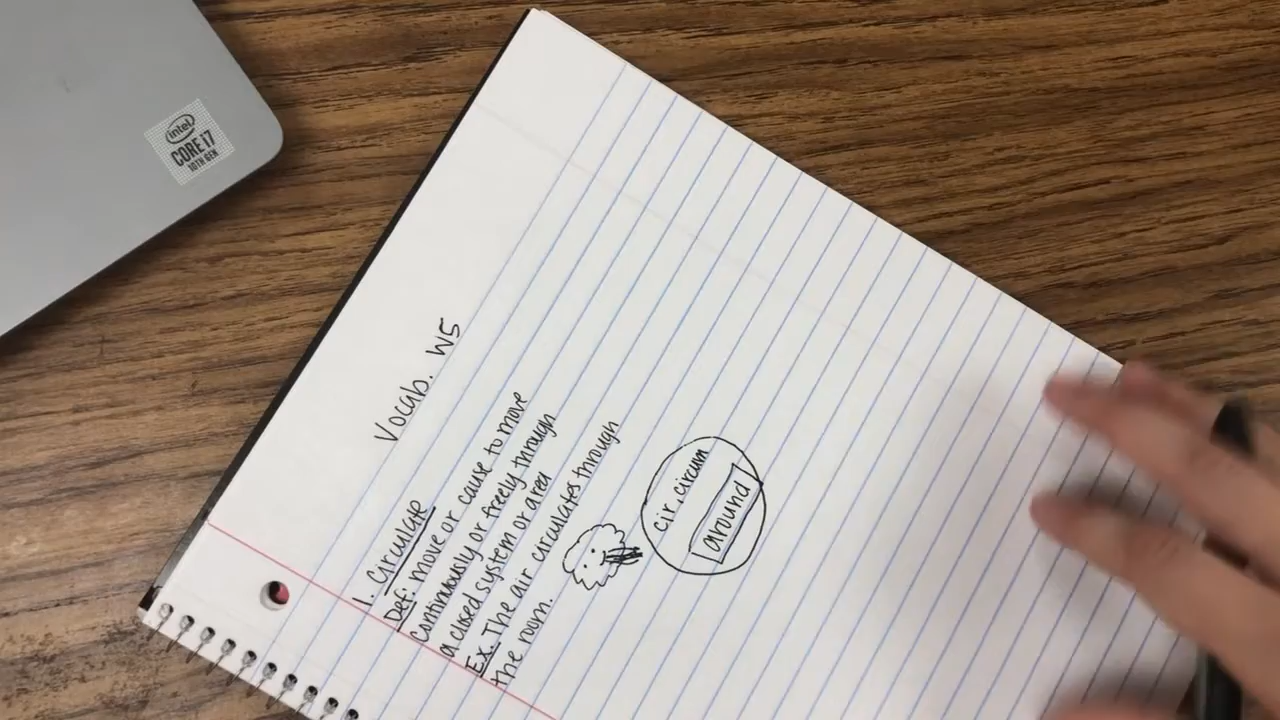 intel
CORE i7
10TH GEN
Vocab. W5
1. Circulate
Def: move or cause to move
continuously or freely through
a closed system or area
Ex. The air circulates through
the room.
cir, circum
around